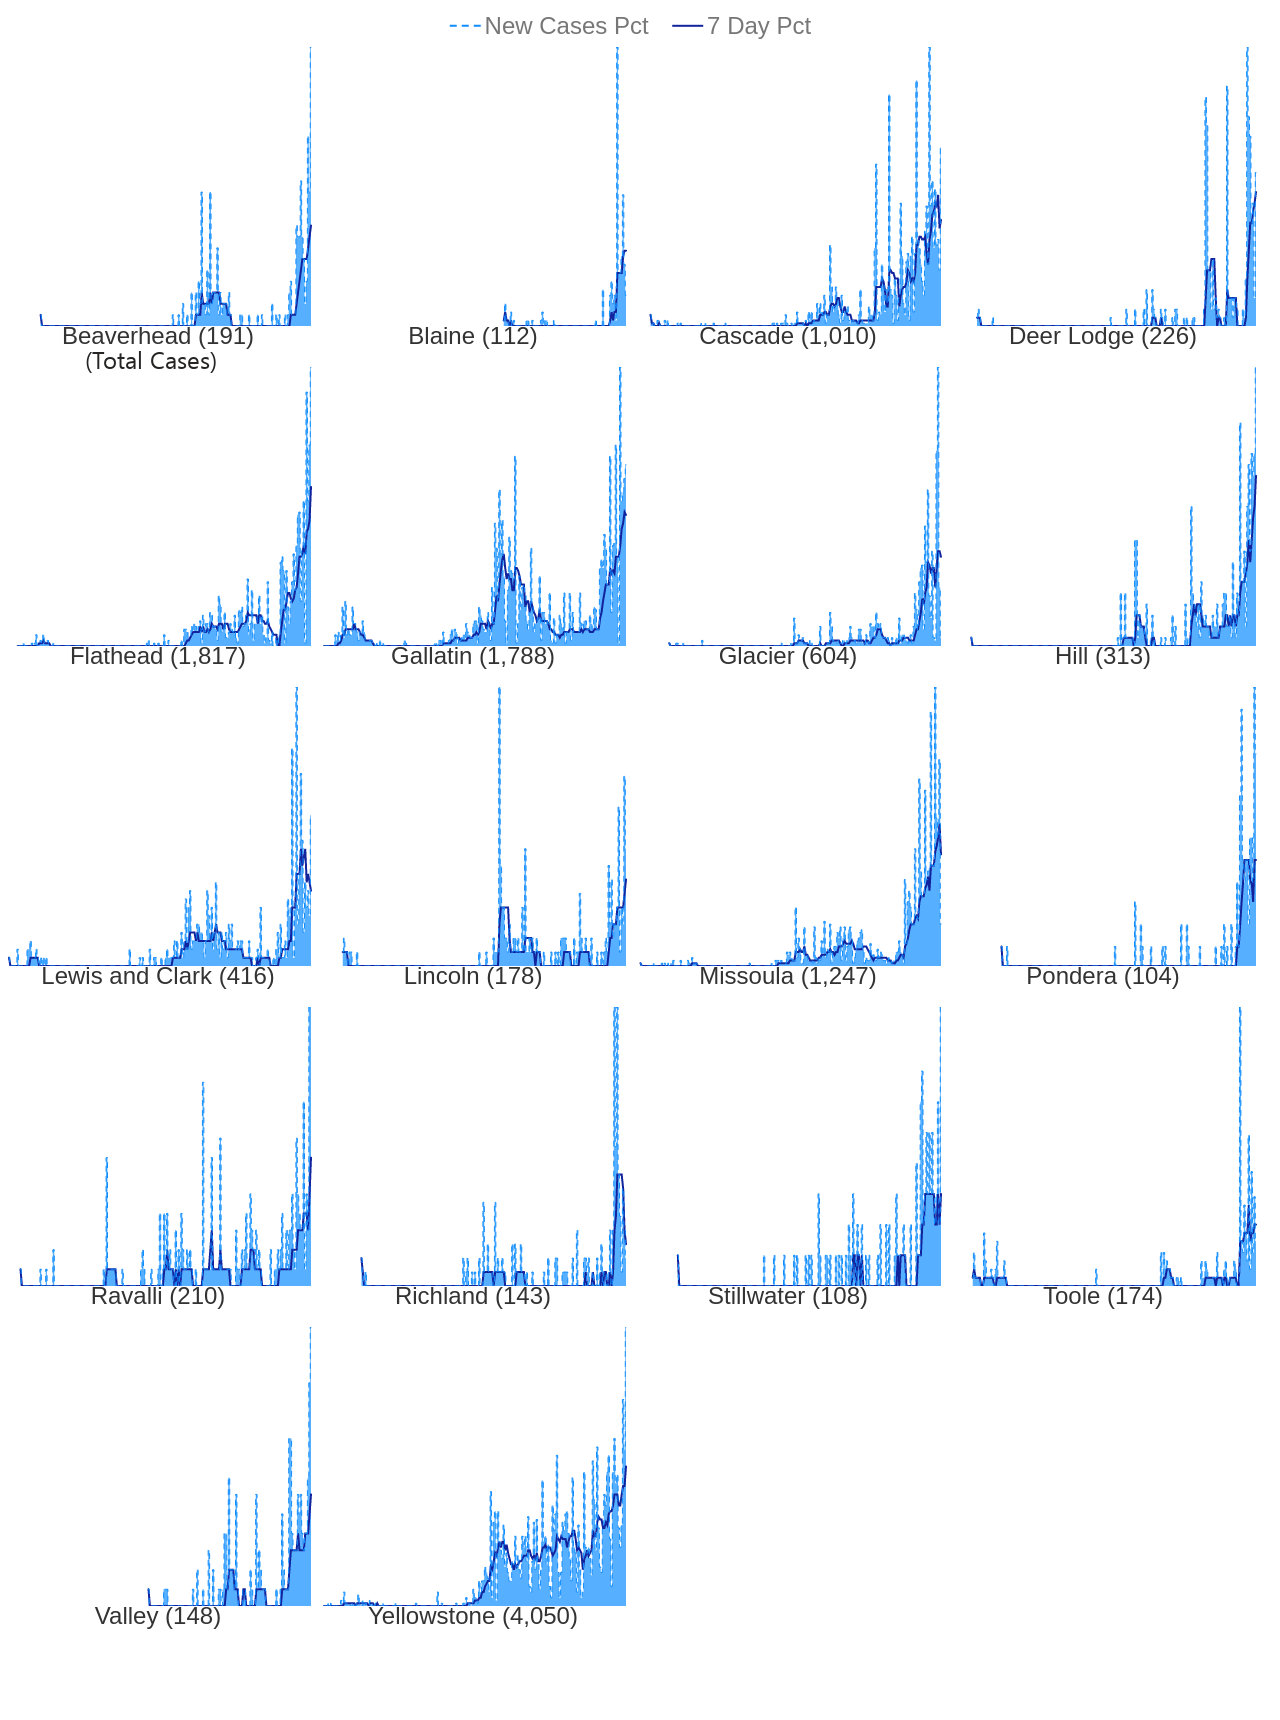 New Cases Pct 7 Day Pct
Beaverhead (191) Blaine (112) Cascade (1,010) Deer Lodge (226)
(Total Cases)
Flathead (1,817) Gallatin (1,788) Glacier (604) Hill (313)
Lewis and Clark (416) Lincoln (178) Missoula (1,247) Pondera (104)
Ravalli (210) Richland (143) Stillwater (108) Toole (174)
Valley (148) Yellowstone (4,050)